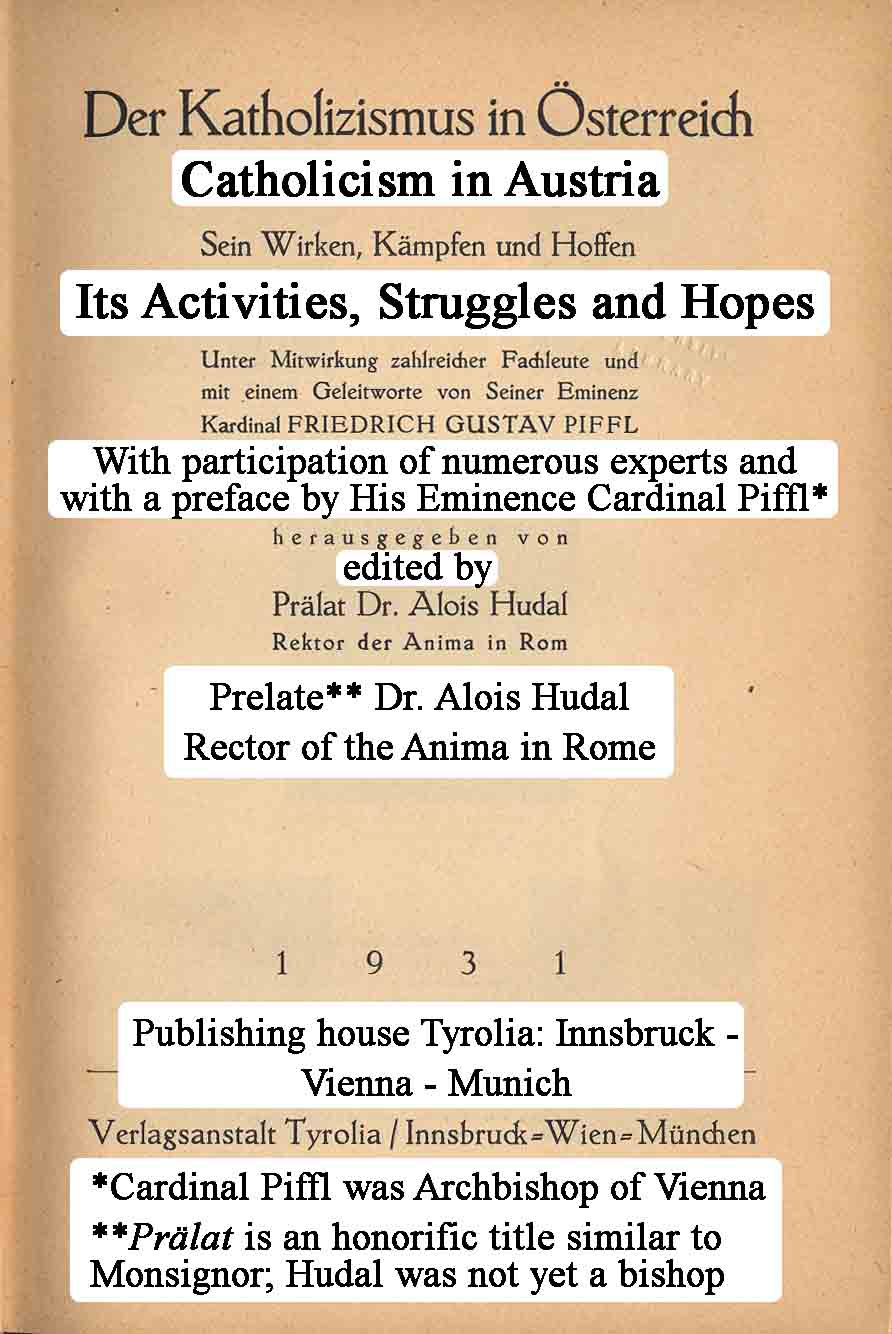 Der Katholizismus in Österreich
Catholicism in Austria
Sein Wirken, Kämpfen und Hoffen
Its Activities, Struggles and Hopes
Unter Mitwirkung zahlreicher Fachleute und
mit einem Geleitworte von Seiner Eminenz
Kardinal FRIEDRICH GUSTAV PIFFL
With participation of numerous experts and
with a preface by His Eminence Cardinal Piffl*
herausgegeben von
edited by
Prälat Dr. Alois Hudal
Rektor der Anima in Rom
Prelate** Dr. Alois Hudal
Rector of the Anima in Rome
1931
Publishing house Tyrolia: Innsbruck -
Vienna - Munich
Verlagsanstalt Tyrolia / Innsbruck=Wien=München
*Cardinal Piffl was Archbishop of Vienna
**Prälat is an honorific title similar to
Monsignor; Hudal was not yet a bishop